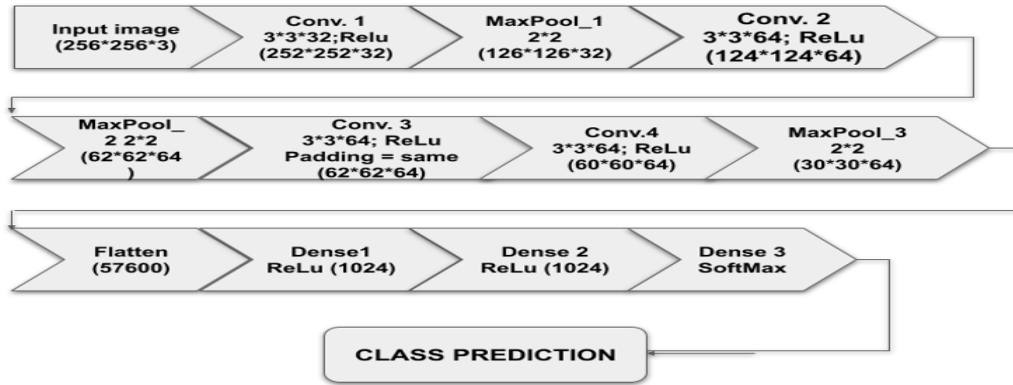 Input image
(256*256*3)
Conv. 1
3*3*32;Relu
(252*252*32)
MaxPool_1
2*2
(126*126*32)
Conv. 2
3*3*64; ReLu
(124*124*64)
MaxPool_
2 2*2
(62*62*64
)
Conv. 3
3*3*64; ReLu
Padding = same
(62*62*64)
Conv.4
3*3*64; ReLu
(60*60*64)
MaxPool_3
2*2
(30*30*64)
Flatten
(57600)
Dense1
ReLu (1024)
Dense 2
ReLu (1024)
Dense 3
SoftMax
CLASS PREDICTION